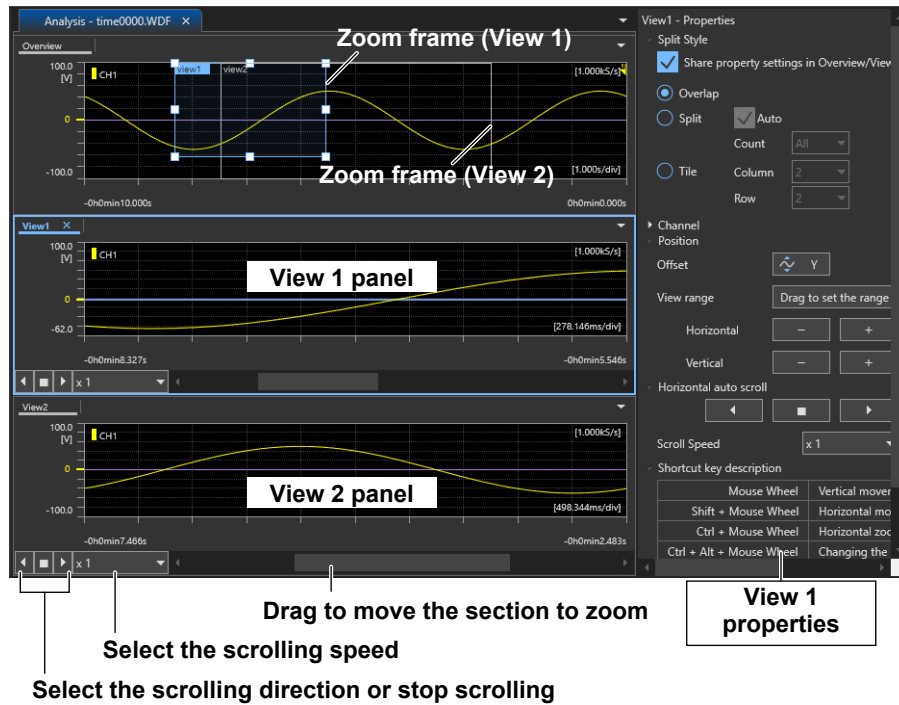 Analysis - time0000.WDF ×
Overview
Zoom frame (View 1)
100.0
[V]
CH1
view1
view2
[1.000kS/s]
0
-100.0
Zoom frame (View 2)
[1.000s/div]
-0h0min10.000s
0h0min0.000s
View1 ×
100.0
[V]
CH1
[1.000kS/s]
View 1 panel
0
-62.0
[278.146ms/div]
-0h0min8.327s
-0h0min5.546s
x 1
View2
100.0
[V]
CH1
[1.000kS/s]
0
View 2 panel
-100.0
[498.344ms/div]
-0h0min7.466s
-0h0min2.483s
x 1
View1 - Properties
Split Style
Share property settings in Overview/View
Overlap
Split
Auto
Count
All
Tile
Column
2
Row
2
Channel
Position
Offset
Y
View range
Drag to set the range
Horizontal
−
+
Vertical
−
+
Horizontal auto scroll
Scroll Speed
x 1
Shortcut key description
Mouse Wheel
Vertical mover
Shift + Mouse Wheel
Horizontal mo
Ctrl + Mouse Wheel
Horizontal zoo
Ctrl + Alt + Mouse Wheel
Changing the
View 1
properties
Drag to move the section to zoom
Select the scrolling speed
Select the scrolling direction or stop scrolling